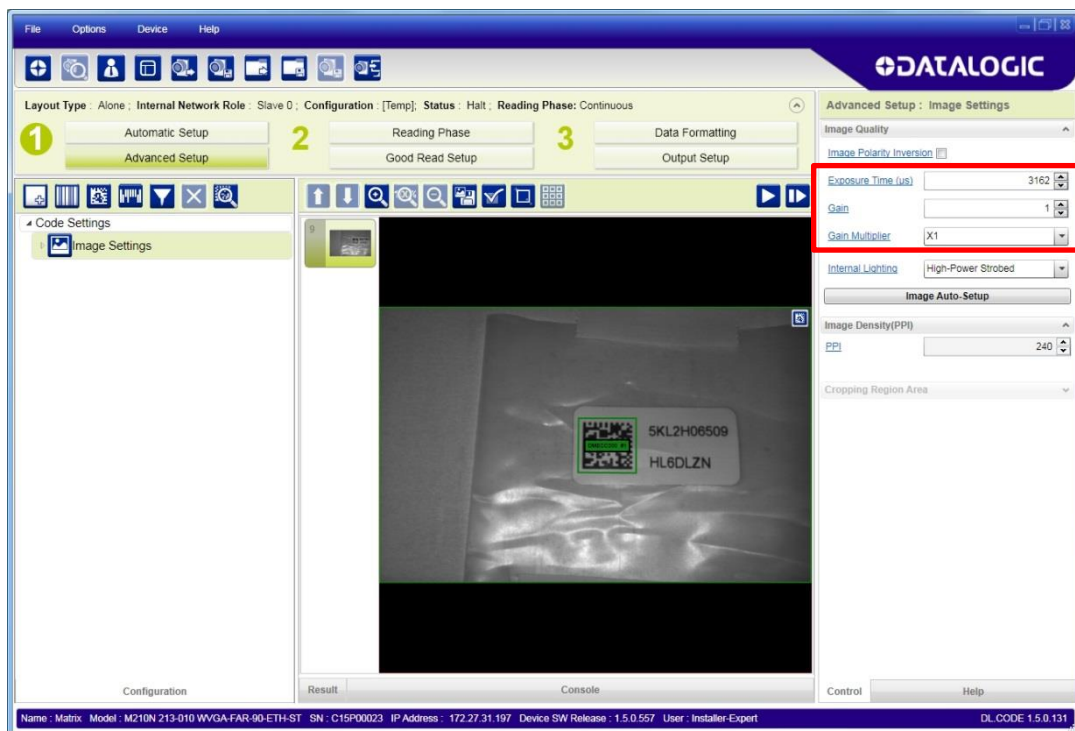 File Options Device Help
DATALOGIC
Layout Type : Alone ; Internal Network Role : Slave 0 ; Configuration : [Temp]; Status : Halt ; Reading Phase: Continuous
1 Automatic Setup 2 Reading Phase 3 Data Formatting
Advanced Setup Good Read Setup Output Setup
Code Settings
Image Settings
9
5KL2H06509
HL6DLZN
Configuration
Result Console
Advanced Setup : Image Settings
Image Quality
Image Polarity Inversion
Exposure Time (us) 3162
Gain 1
Gain Multiplier X1
Internal Lighting High-Power Strobed
Image Auto-Setup
Image Density(PPI)
PPI 240
Cropping Region Area
Control Help
Name : Matrix Model : M210N 213-010 WVGA-FAR-90-ETH-ST SN : C15P00023 IP Address : 172.27.31.197 Device SW Release : 1.5.0.557 User : Installer-Expert DL.CODE 1.5.0.131